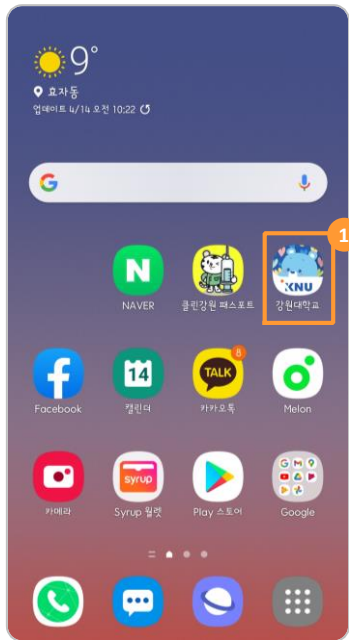 9°
효자동
업데이트 4/14 오전 10:22
G
1
N
KNU
NAVER
클린강원 패스포트
강원대학교
f
14
TALK
8
Facebook
캘린더
카카오톡
Melon
syrup
G M
카메라
Syrup 월렛
Play 스토어
Google